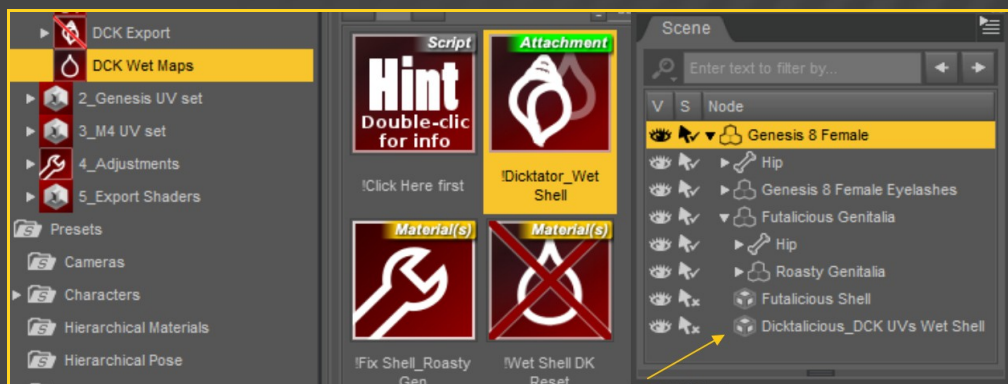 DCK Export
DCK Wet Maps
2_Genesis UV set
3_M4 UV set
4_Adjustments
5_Export Shaders
Presets
Cameras
Characters
Hierarchical Materials
Hierarchical Pose
Script
Hint
Double-clic
for info
!Click Here first
Attachment
!Dicktator_Wet
Shell
Material(s)
!Fix Shell_Roasty
Gen
Material(s)
!Wet Shell DK
Reset
Scene
Enter text to filter by...
V S Node
Genesis 8 Female
Hip
Genesis 8 Female Eyelashes
Futalicious Genitalia
Hip
Roasty Genitalia
Futalicious Shell
Dicktalicious_DCK UVs Wet Shell